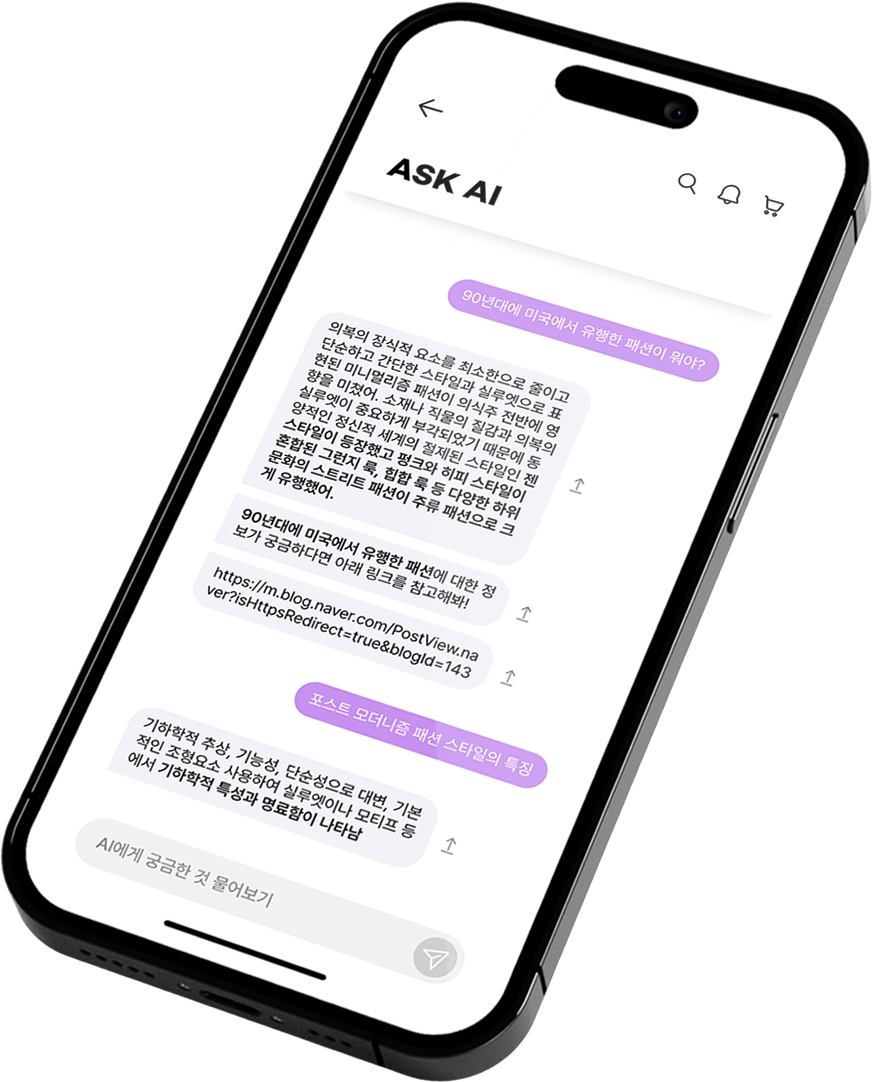 ASK AI
90년대에 미국에서 유행한 패션이 뭐야?
의복의 장식적 요소를 최소한으로 줄이고
단순하고 간단한 스타일과 실루엣으로 표
현된 미니멀리즘 패션이 의식주 전반에 영
향을 미쳤어. 소재나 직물의 질감과 의복의
실루엣이 중요하게 부각되었기 때문에 동
양적인 정신적 세계의 절제된 스타일인 젠
스타일이 등장했고 펑크와 히피 스타일이
혼합된 그런지 룩, 힙합 룩 등 다양한 하위
문화의 스트리트 패션이 주류 패션으로 크
게 유행했어.
90년대에 미국에서 유행한 패션에 대한 정
보가 궁금하다면 아래 링크를 참고해봐!
https://m.blog.naver.com/PostView.na
ver?isHttpsRedirect=true&blogId=143
포스트 모더니즘 패션 스타일의 특징
기하학적 추상, 기능성, 단순성으로 대변, 기본
적인 조형요소 사용하여 실루엣이나 모티프 등
에서 기하학적 특성과 명료함이 나타남
AI에게 궁금한 것 물어보기